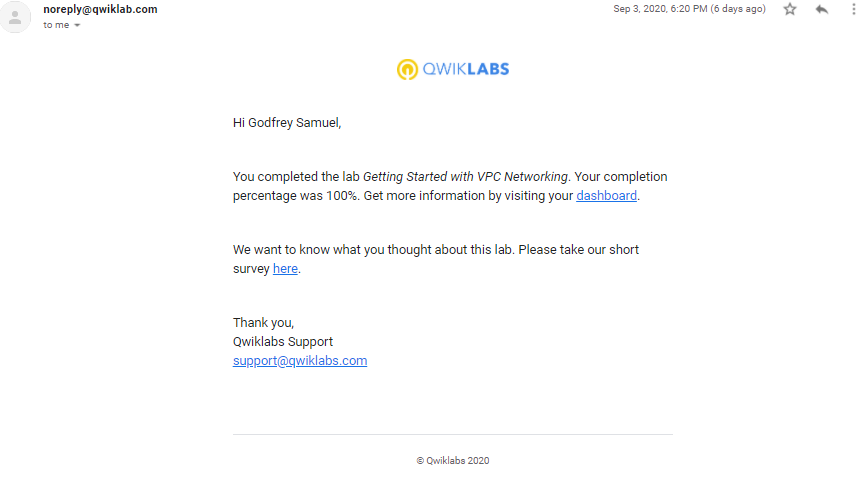 noreply@qwiklab.com
Sep 3, 2020, 6:20 PM (6 days ago)
to me
QWIKLABS
Hi Godfrey Samuel,
You completed the lab Getting Started with VPC Networking. Your completion
percentage was 100%. Get more information by visiting your dashboard.
We want to know what you thought about this lab. Please take our short
survey here.
Thank you,
Qwiklabs Support
support@qwiklabs.com
© Qwiklabs 2020